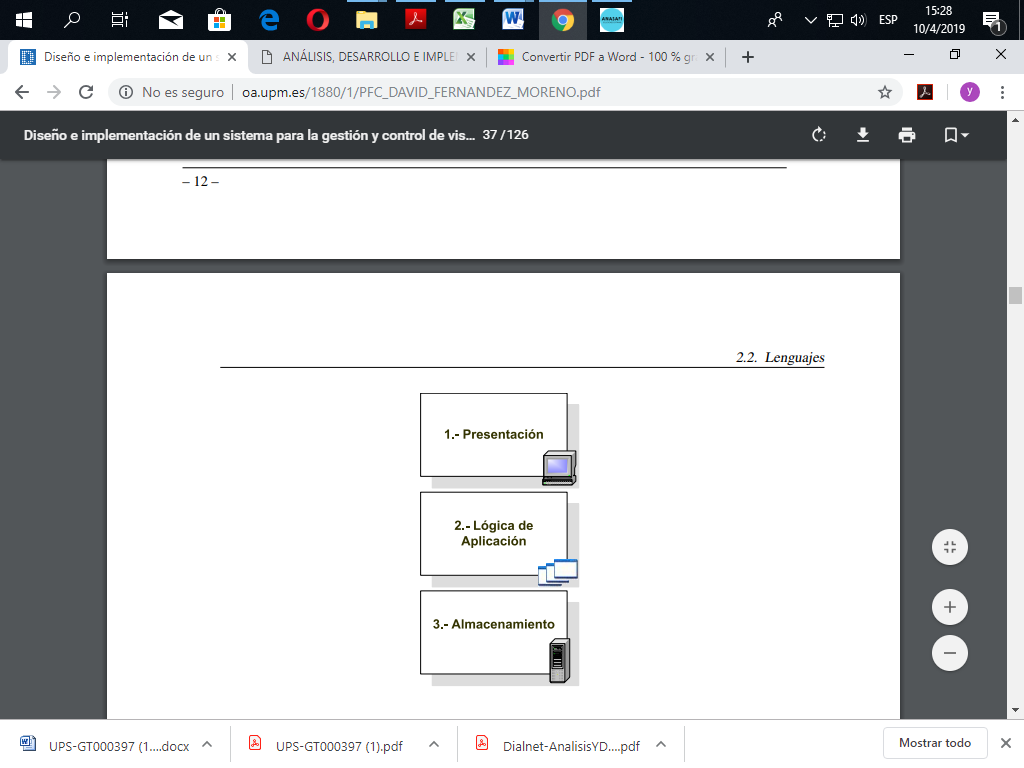 15:28
ESP
10/4/2019
1
Diseño e implementación de un s
ANÁLISIS, DESARROLLO E IMPLE
Convertir PDF a Word - 100 % gr
No es seguro
oa.upm.es/1880/1/PFC_DAVID_FERNANDEZ_MORENO.pdf
y
Diseño e implementación de un sistema para la gestión y control de vis... 37 / 126
– 12 –
2.2. Lenguajes
1.- Presentación
2.- Lógica de
Aplicación
3.- Almacenamiento
UPS-GT000397 (1....docx
UPS-GT000397 (1).pdf
Dialnet-AnalisisYD....pdf
Mostrar todo